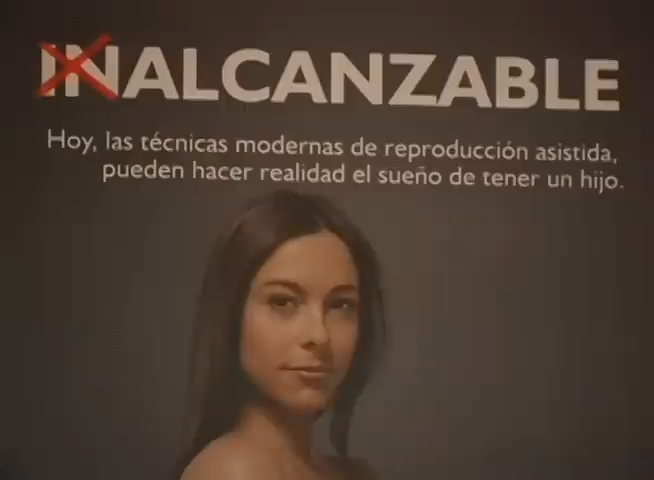 INALCANZABLE
Hoy, las técnicas modernas de reproducción asistida,
pueden hacer realidad el sueño de tener un hijo.